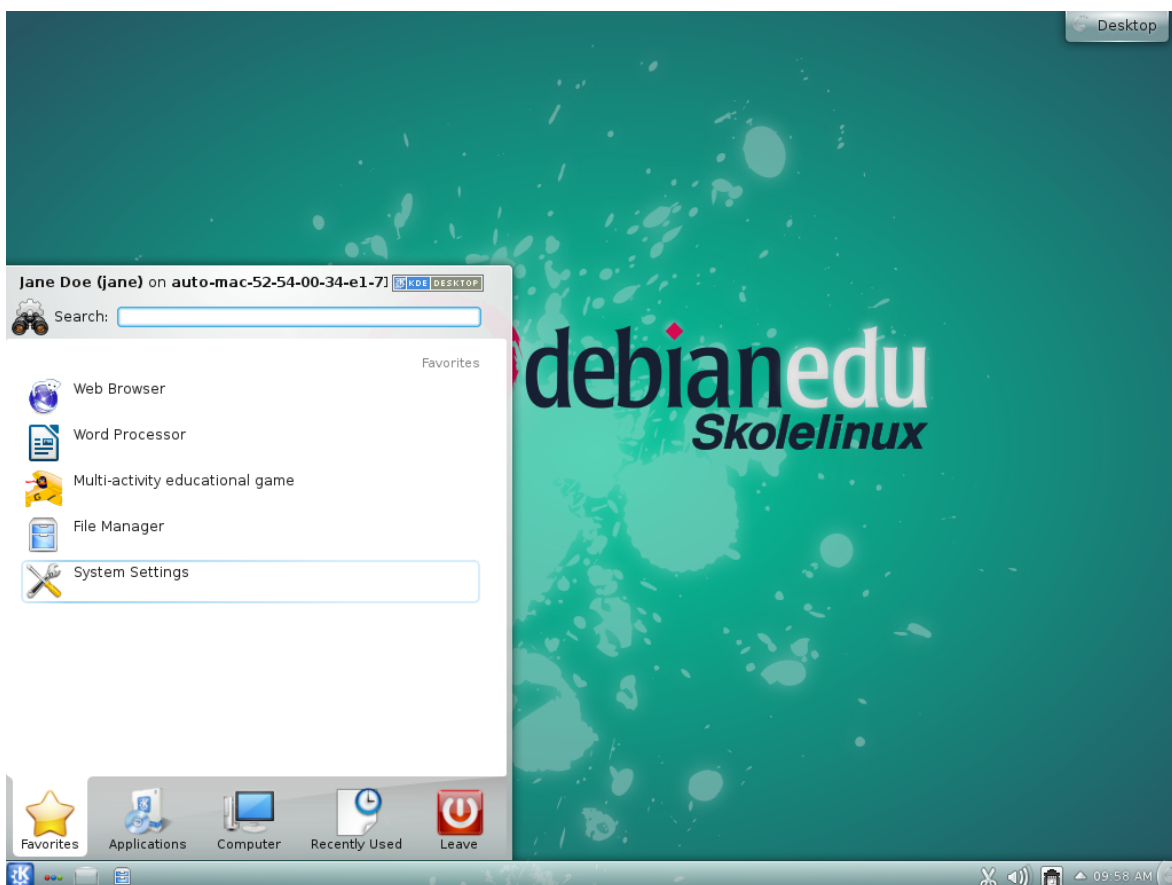 Desktop
Jane Doe (jane) on auto-mac-52-54-00-34-e1-71 KDE DESKTOP
Search:
Favorites
Web Browser
Word Processor
Multi-activity educational game
File Manager
System Settings
debianedu
Skolelinux
Favorites Applications Computer Recently Used Leave
09:58 AM